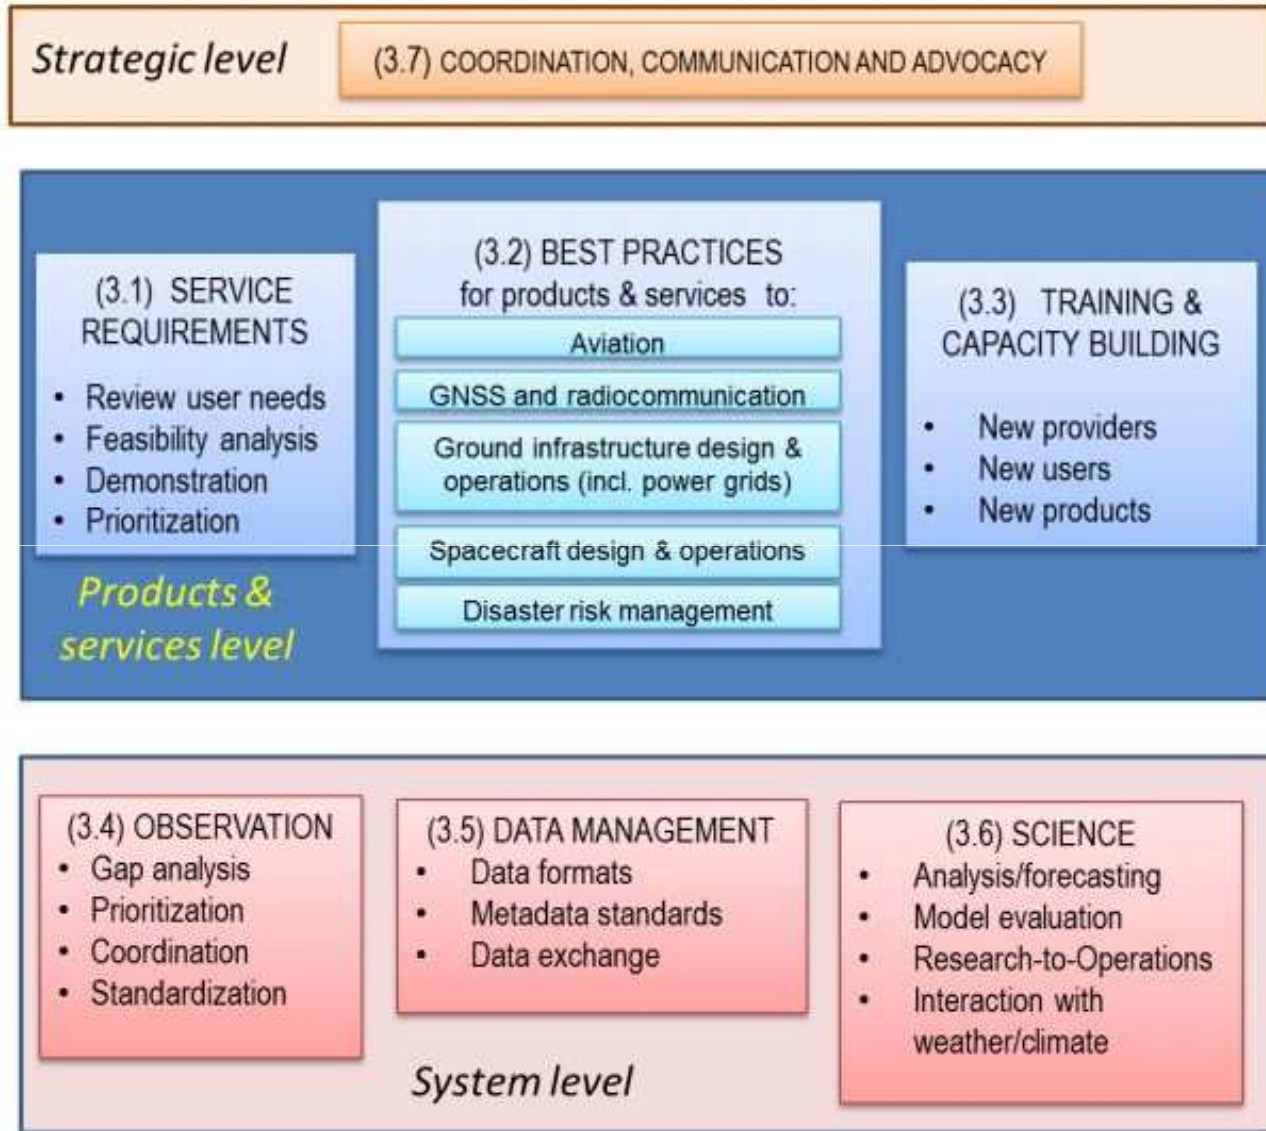 Strategic level
(3.7) COORDINATION, COMMUNICATION AND ADVOCACY
(3.1) SERVICE
REQUIREMENTS
• Review user needs
• Feasibility analysis
• Demonstration
• Prioritization
(3.2) BEST PRACTICES
for products & services to:
Aviation
GNSS and radiocommunication
Ground infrastructure design &
operations (incl. power grids)
Spacecraft design & operations
Disaster risk management
(3.3) TRAINING &
CAPACITY BUILDING
• New providers
• New users
• New products
Products &
services level
(3.4) OBSERVATION
• Gap analysis
• Prioritization
• Coordination
• Standardization
(3.5) DATA MANAGEMENT
• Data formats
• Metadata standards
• Data exchange
(3.6) SCIENCE
• Analysis/forecasting
• Model evaluation
• Research-to-Operations
• Interaction with
weather/climate
System level